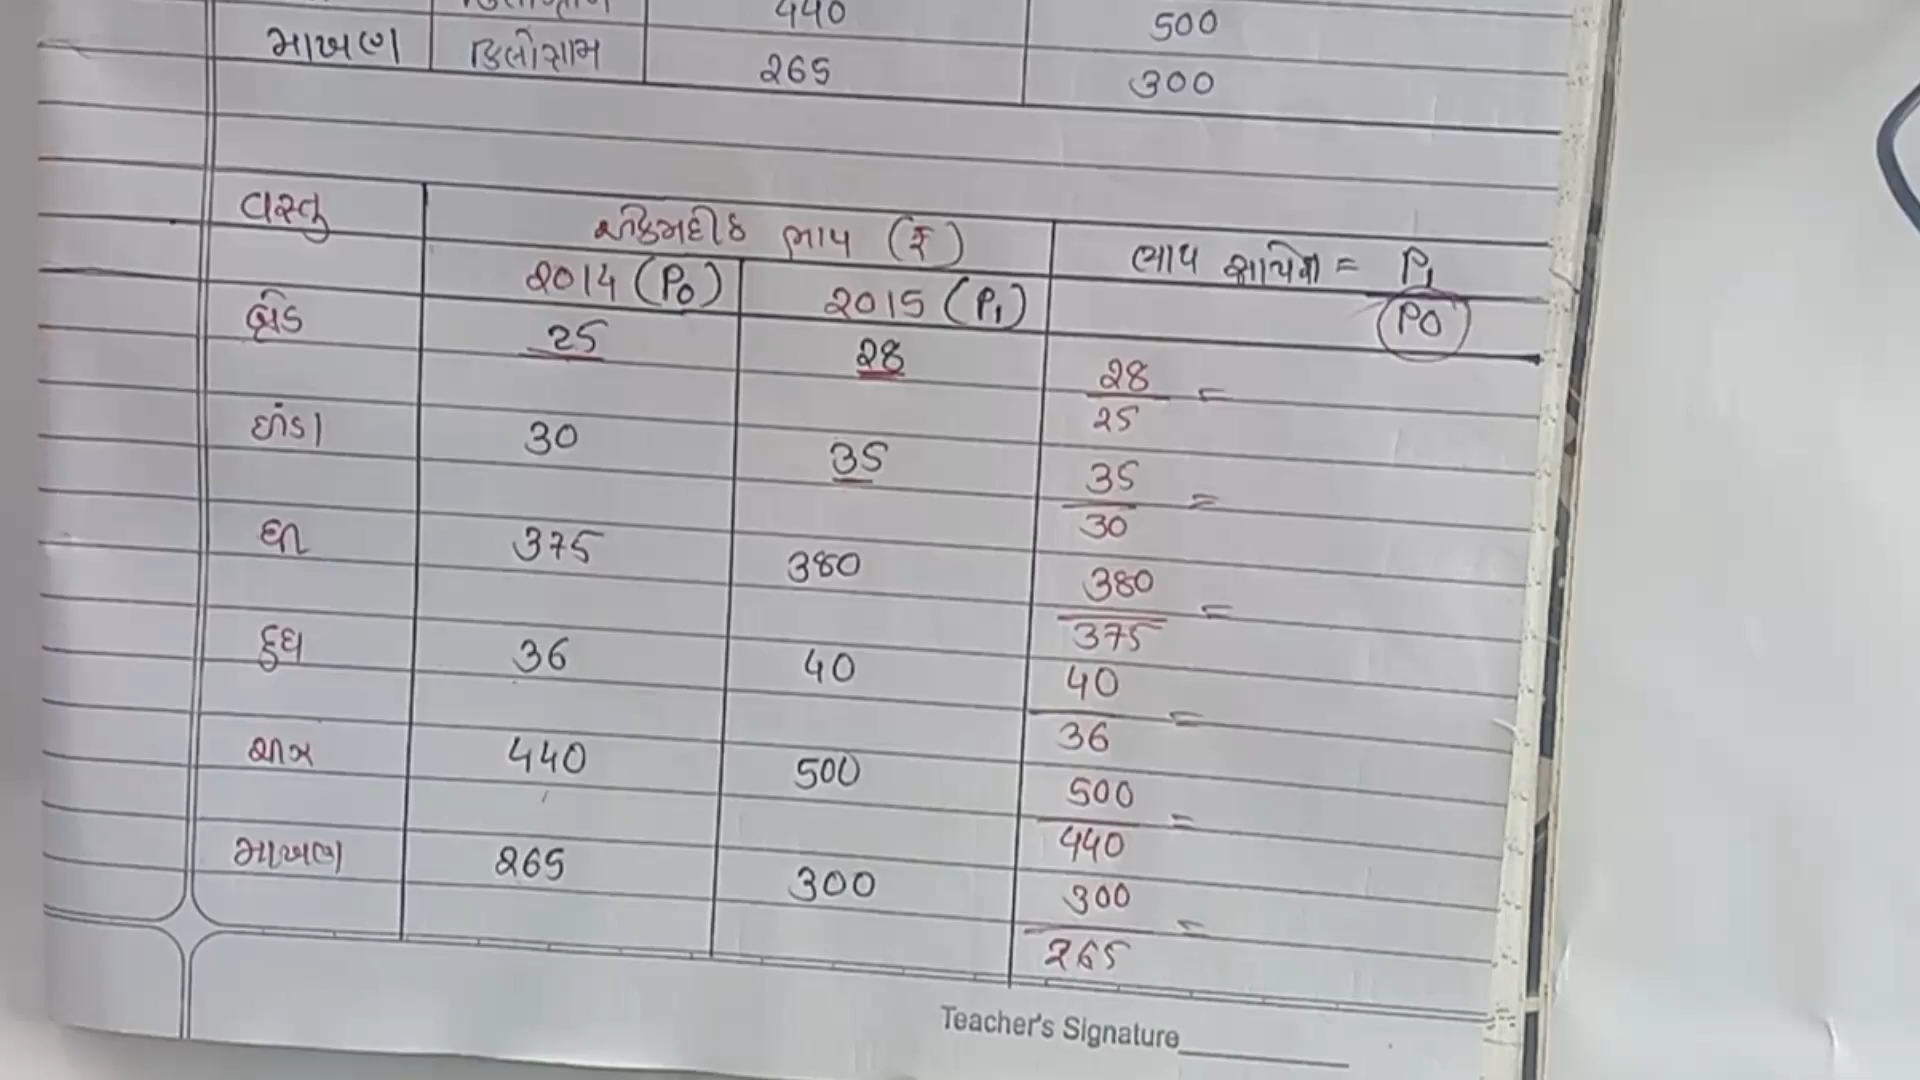 440 500
માખણ કિલોગ્રામ 265 300
વસ્તુ એકમદીઠ ભાવ (₹) ભાવ સાપેક્ષ = P₁
2014 (P₀) 2015 (P₁) P0
બ્રેડ 25 28 28 =
25
ઈંડા 30 35 35 =
30
ઘી 375 380 380 =
375
દુધ 36 40 40 =
36
440 500 500 =
440
માખણ 265 300 300 =
265
Teacher's Signature